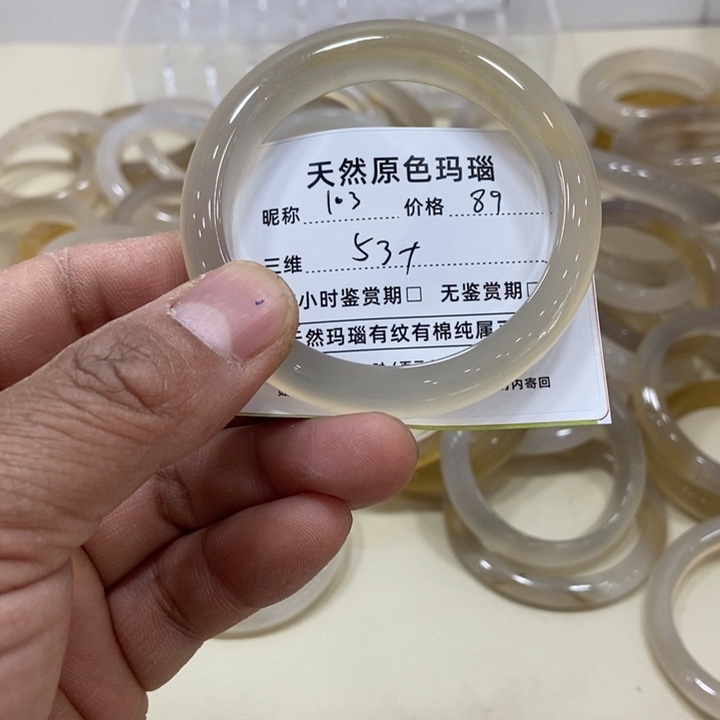 天然原色玛瑙
昵称 103 价格 89
三维 53+
小时鉴赏期□ 无鉴赏期□
然玛瑙有纹有棉纯属
内寄回